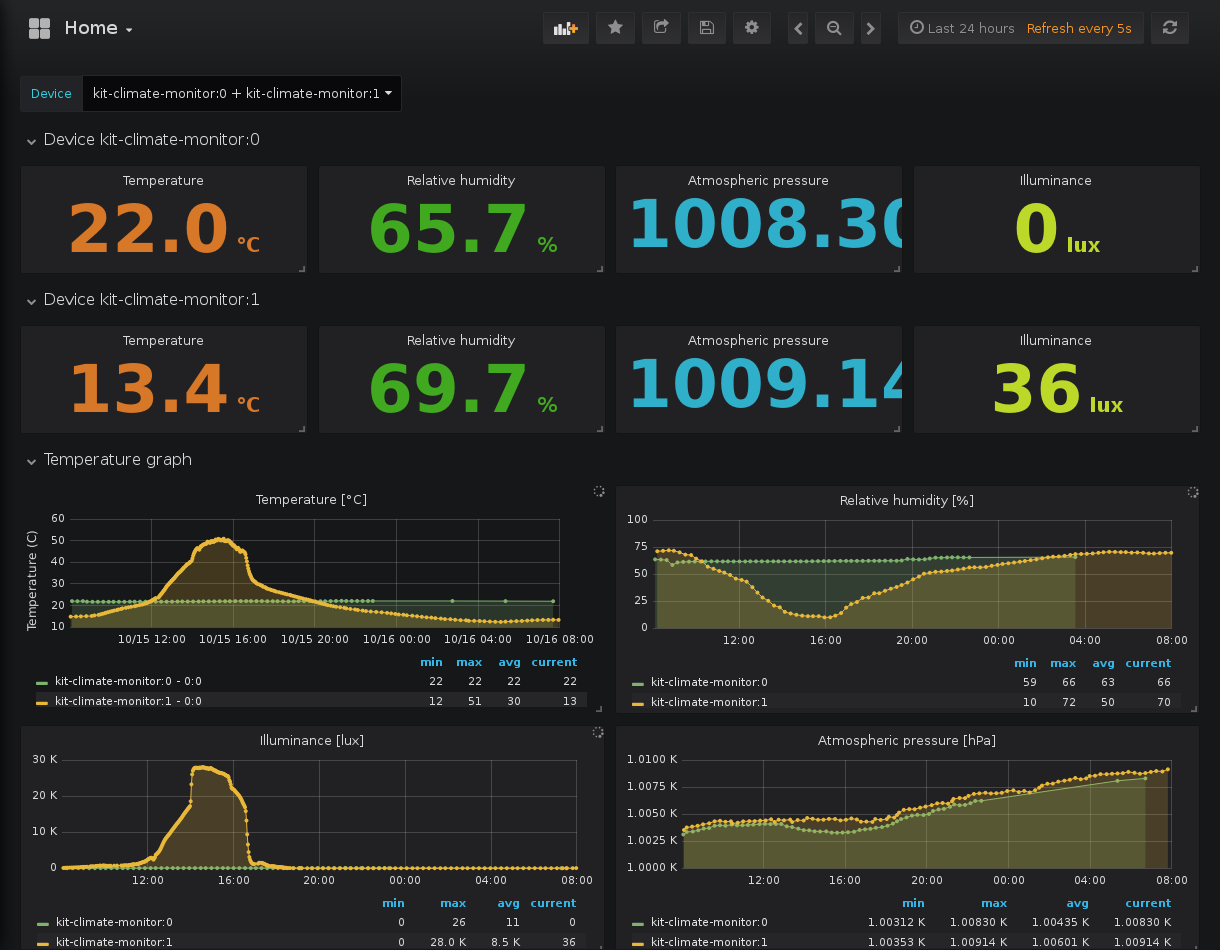 Home
Last 24 hours Refresh every 5s
Device kit-climate-monitor:0 + kit-climate-monitor:1
Device kit-climate-monitor:0
Temperature Relative humidity Atmospheric pressure Illuminance
22.0 °C 65.7 % 1008.30 0 lux
Device kit-climate-monitor:1
Temperature Relative humidity Atmospheric pressure Illuminance
13.4 °C 69.7 % 1009.14 36 lux
Temperature graph
Temperature [°C]
Temperature (C)
60
50
40
30
20
10
10/15 12:00 10/15 16:00 10/15 20:00 10/16 00:00 10/16 04:00 10/16 08:00
min max avg current
kit-climate-monitor:0 - 0:0 22 22 22 22
kit-climate-monitor:1 - 0:0 12 51 30 13
Relative humidity [%]
100
75
50
25
0
12:00 16:00 20:00 00:00 04:00 08:00
min max avg current
kit-climate-monitor:0 59 66 63 66
kit-climate-monitor:1 10 72 50 70
Illuminance [lux]
30 K
20 K
10 K
0
12:00 16:00 20:00 00:00 04:00 08:00
min max avg current
kit-climate-monitor:0 0 26 11 0
kit-climate-monitor:1 0 28.0 K 8.5 K 36
Atmospheric pressure [hPa]
1.0100 K
1.0075 K
1.0050 K
1.0025 K
1.0000 K
12:00 16:00 20:00 00:00 04:00 08:00
min max avg current
kit-climate-monitor:0 1.00312 K 1.00830 K 1.00435 K 1.00830 K
kit-climate-monitor:1 1.00353 K 1.00914 K 1.00601 K 1.00914 K